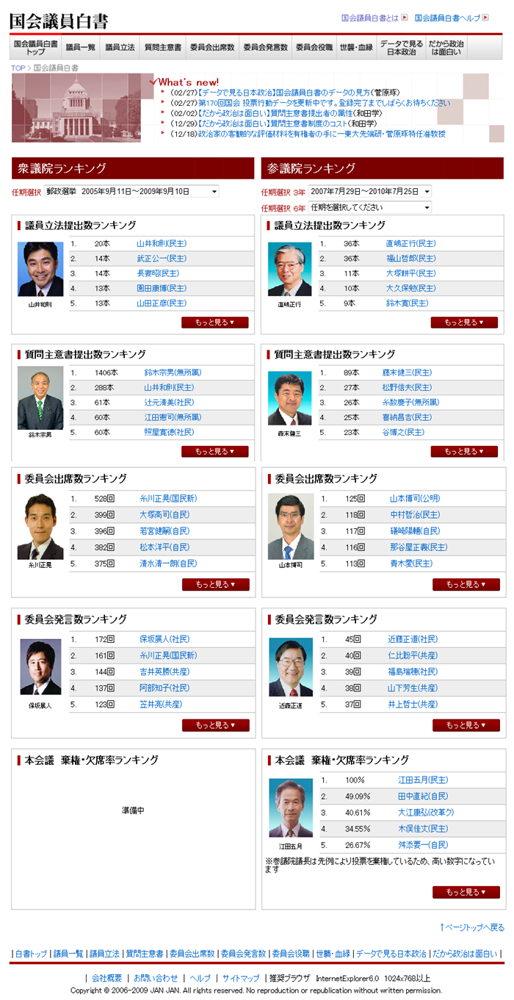 国会議員白書
国会議員白書とは 国会議員白書ヘルプ
国会議員白書トップ 議員一覧 議員立法 質問主意書 委員会出席数 委員会発言数 委員会役職 世襲・血縁 データで見る日本政治 だから政治は面白い
TOP > 国会議員白書
What's new!
(02/27)【データで見る日本政治】国会議員白書のデータの見方(菅原琢)
(02/27)第170回国会 投票行動データを更新中です。登録完了までしばらくお待ちください
(02/02)【だから政治は面白い】質問主意書提出者の属性(和田学)
(12/29)【だから政治は面白い】質問主意書制度のコスト(和田学)
(12/18)政治家の客観的な評価材料を有権者の手に―東大先端研・菅原琢特任准教授
衆議院ランキング
任期選択 郵政選挙 2005年9月11日～2009年9月10日
参議院ランキング
任期選択 3年 2007年7月29日～2010年7月25日
任期選択 6年 任期を選択してください
議員立法提出数ランキング
1. 20本 山井和則(民主)
2. 14本 武正公一(民主)
3. 14本 長妻昭(民主)
4. 13本 園田康博(民主)
5. 13本 山田正彦(民主)
山井和則
もっと見る▼
議員立法提出数ランキング
1. 36本 直嶋正行(民主)
2. 36本 福山哲郎(民主)
3. 11本 大塚耕平(民主)
4. 10本 大久保勉(民主)
5. 9本 鈴木寛(民主)
直嶋正行
もっと見る▼
質問主意書提出数ランキング
1. 1406本 鈴木宗男(無所属)
2. 288本 山井和則(民主)
3. 61本 辻元清美(社民)
4. 60本 江田憲司(無所属)
5. 60本 照屋寛徳(社民)
鈴木宗男
もっと見る▼
質問主意書提出数ランキング
1. 89本 藤末健三(民主)
2. 27本 松野信夫(民主)
3. 26本 糸数慶子(無所属)
4. 25本 喜納昌吉(民主)
5. 23本 谷博之(民主)
藤末健三
もっと見る▼
委員会出席数ランキング
1. 528回 糸川正晃(国民新)
2. 399回 大塚高司(自民)
3. 396回 若宮健嗣(自民)
4. 382回 松本洋平(自民)
5. 375回 清水清一朗(自民)
糸川正晃
もっと見る▼
委員会出席数ランキング
1. 125回 山本博司(公明)
2. 118回 中村哲治(民主)
3. 117回 礒崎陽輔(自民)
4. 116回 那谷屋正義(民主)
5. 113回 青木愛(民主)
山本博司
もっと見る▼
委員会発言数ランキング
1. 172回 保坂展人(社民)
2. 161回 糸川正晃(国民新)
3. 144回 吉井英勝(共産)
4. 137回 阿部知子(社民)
5. 123回 笠井亮(共産)
保坂展人
もっと見る▼
委員会発言数ランキング
1. 45回 近藤正道(社民)
2. 40回 仁比聡平(共産)
3. 39回 福島瑞穂(社民)
4. 38回 山下芳生(共産)
5. 37回 井上哲士(共産)
近藤正道
もっと見る▼
本会議 棄権・欠席率ランキング
準備中
本会議 棄権・欠席率ランキング
1. 100% 江田五月(民主)
2. 49.09% 田中直紀(自民)
3. 40.61% 大江康弘(改革ク)
4. 34.55% 木俣佳丈(民主)
5. 26.67% 舛添要一(自民)
江田五月
※参議院議長は先例により投票を棄権しているため、高い数字になってい
ます
もっと見る▼
↑ページトップへ戻る
|白書トップ|議員一覧|議員立法|質問主意書|委員会出席数|委員会発言数|委員会役職|世襲・血縁|データで見る日本政治|だから政治は面白い|
| 会社概要 | お問い合わせ | ヘルプ | サイトマップ |推奨ブラウザ InternetExplorer6.0 1024x768以上
Copyright © 2006-2009 JAN JAN. All rights reserved. No reproduction or republication without written permission.